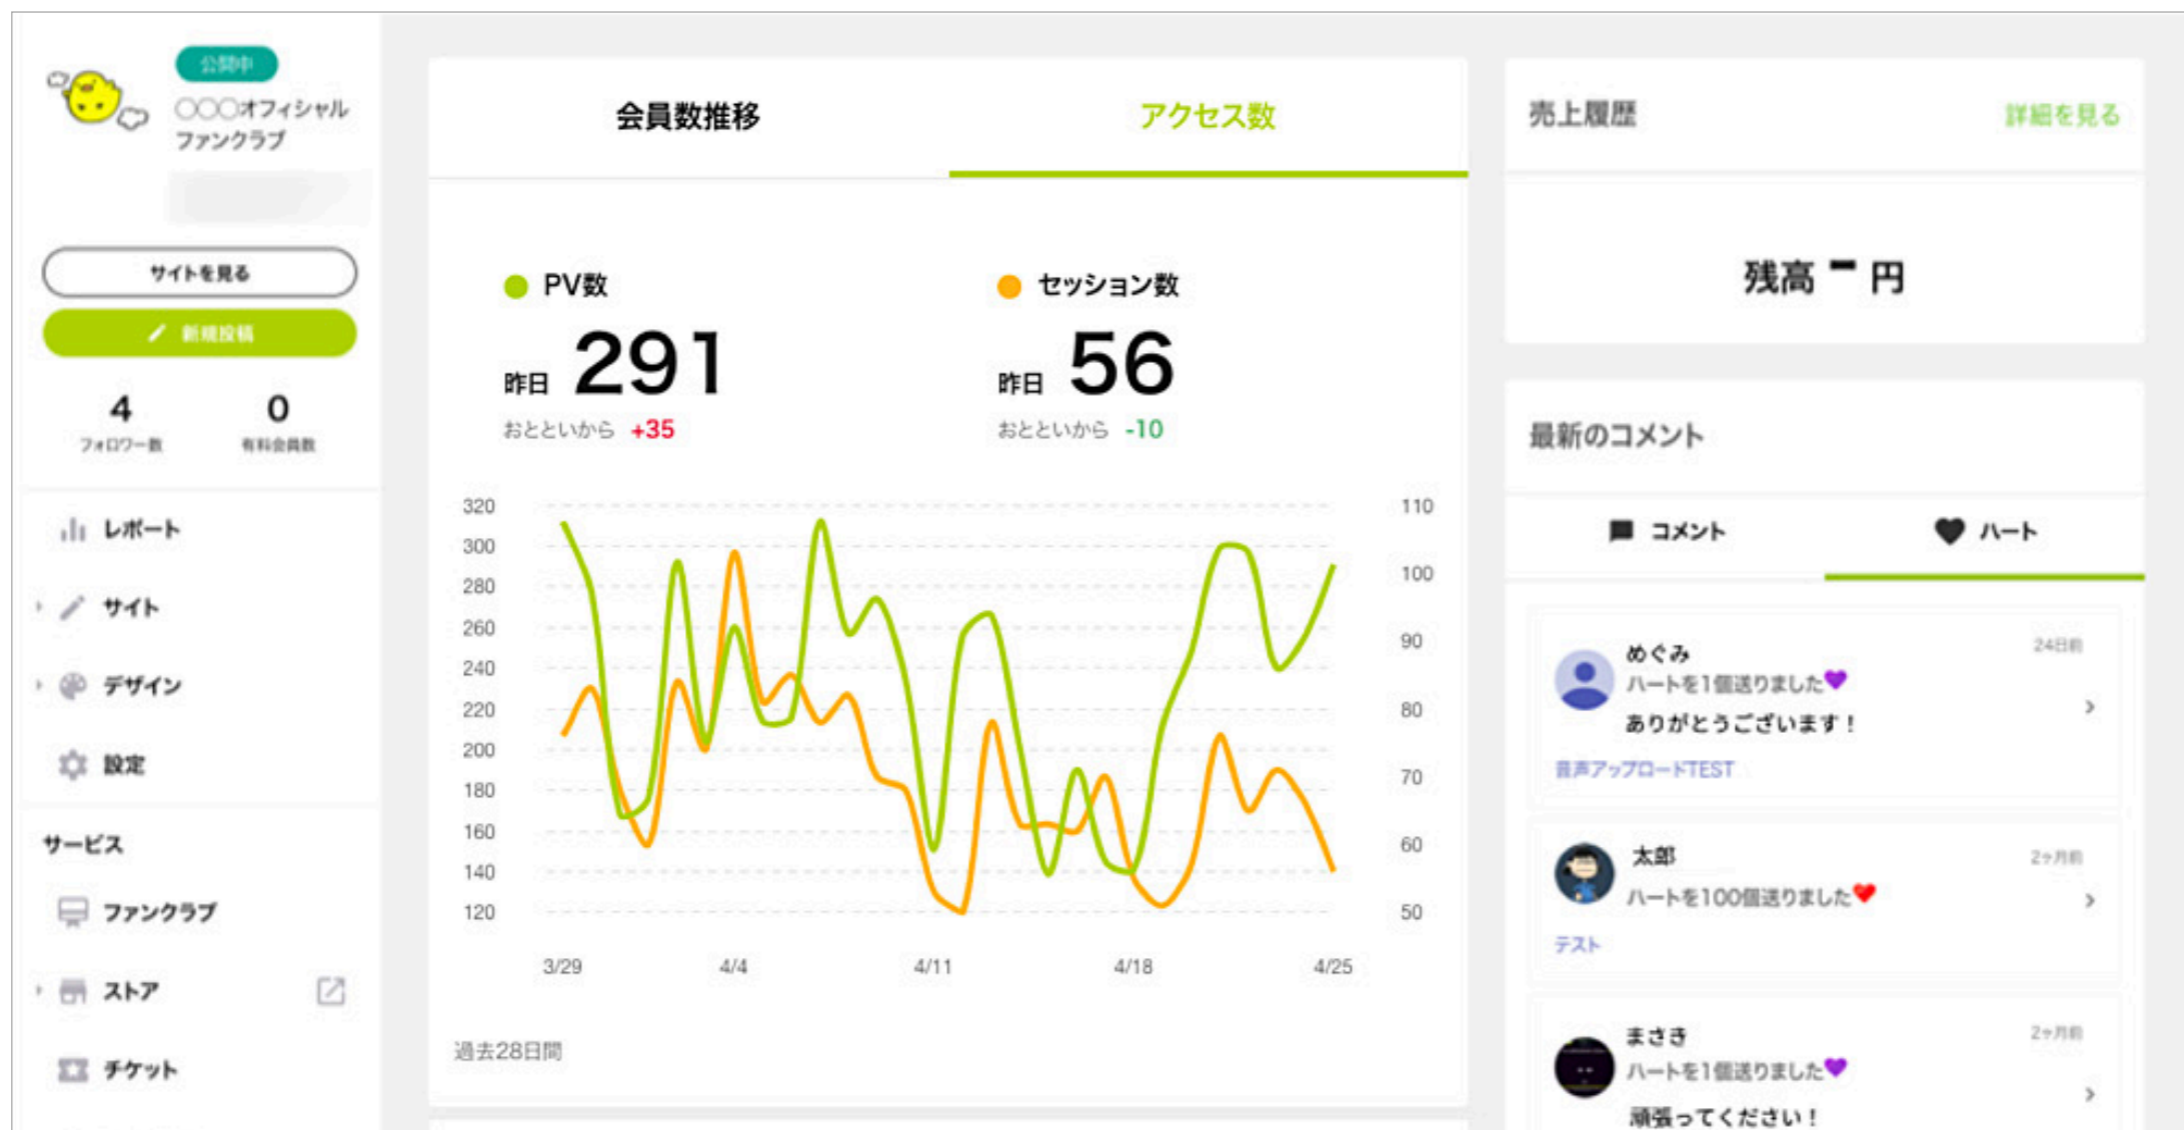 公開中
〇〇〇オフィシャル
ファンクラブ
サイトを見る
新規投稿
4
フォロワー数
0
有料会員数
レポート
サイト
デザイン
設定
サービス
ファンクラブ
ストア
チケット
会員数推移
アクセス数
PV数
昨日 291
おとといから +35
セッション数
昨日 56
おとといから -10
320
300
280
260
240
220
200
180
160
140
120
110
100
90
80
70
60
50
3/29
4/4
4/11
4/18
4/25
過去28日間
売上履歴
詳細を見る
残高 - 円
最新のコメント
コメント
ハート
めぐみ
24日前
ハートを1個送りました💜
ありがとうございます！
音声アップロードTEST
太郎
2ヶ月前
ハートを100個送りました❤
テスト
まさき
2ヶ月前
ハートを1個送りました💜
頑張ってください！